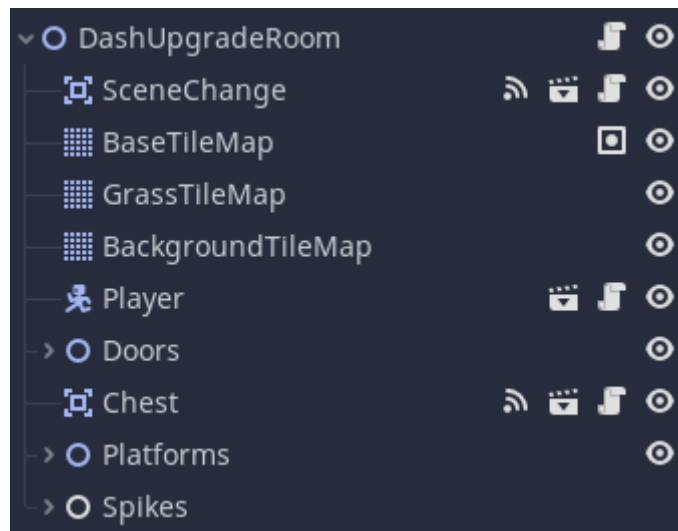 DashUpgradeRoom
SceneChange
BaseTileMap
GrassTileMap
BackgroundTileMap
Player
Doors
Chest
Platforms
Spikes